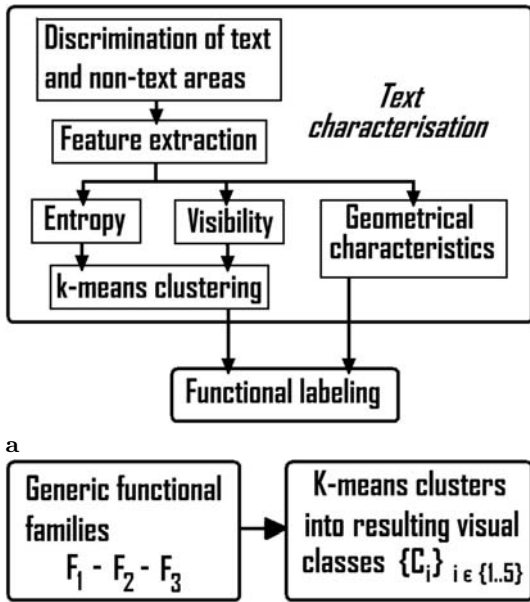 Discrimination of text
and non-text areas
Text
characterisation
Feature extraction
Entropy
Visibility
Geometrical
characteristics
k-means clustering
Functional labeling
a
Generic functional
families
F₁ - F₂ - F₃
K-means clusters
into resulting visual
classes {C_i} i ϵ {1..5}